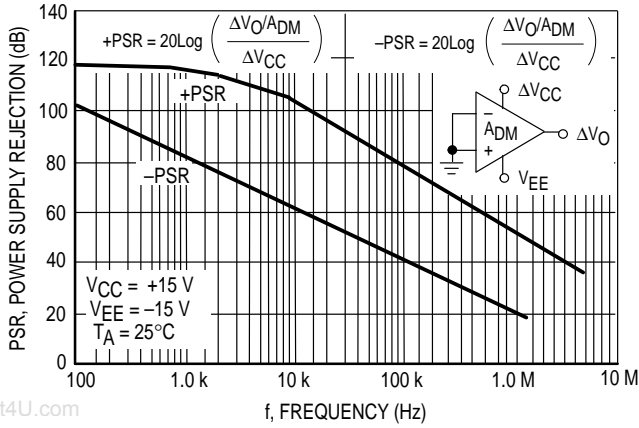 140
120
100
80
60
40
20
0
PSR, POWER SUPPLY REJECTION (dB)
+PSR = 20Log ( ΔVO/ADM / ΔVCC )
–PSR = 20Log ( ΔVO/ADM / ΔVCC )
+PSR
–PSR
ΔVCC
–
ADM
+
ΔVO
VEE
VCC = +15 V
VEE = –15 V
TA = 25°C
100
1.0 k
10 k
100 k
1.0 M
10 M
f, FREQUENCY (Hz)
t4U.com